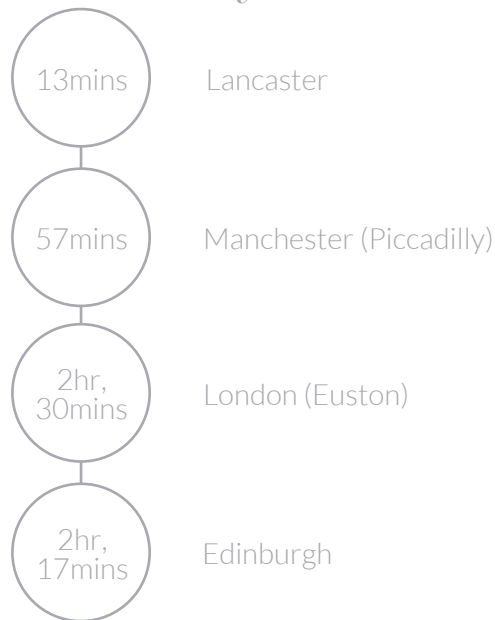 13mins Lancaster
57mins Manchester (Piccadilly)
2hr,
30mins London (Euston)
2hr,
17mins Edinburgh